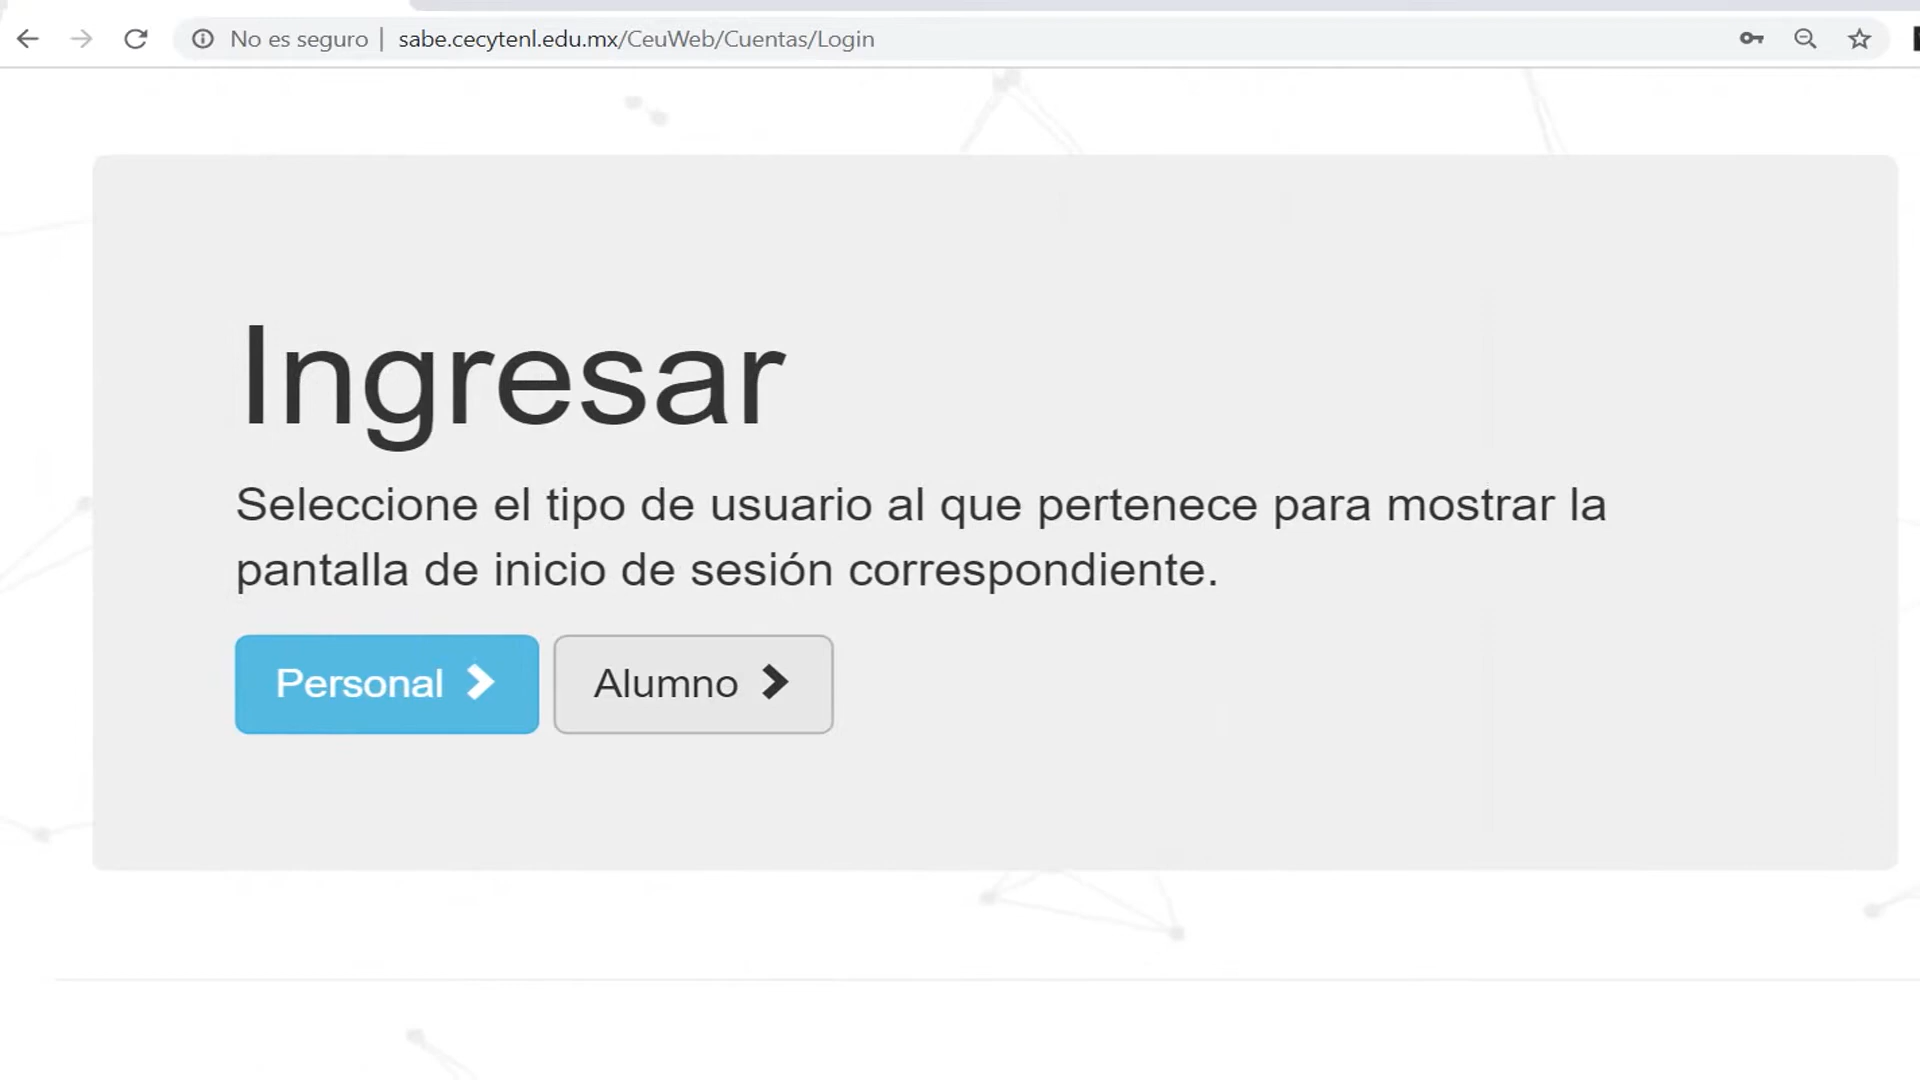 No es seguro | sabe.cecytenl.edu.mx/CeuWeb/Cuentas/Login
Ingresar
Seleccione el tipo de usuario al que pertenece para mostrar la
pantalla de inicio de sesión correspondiente.
Personal
Alumno